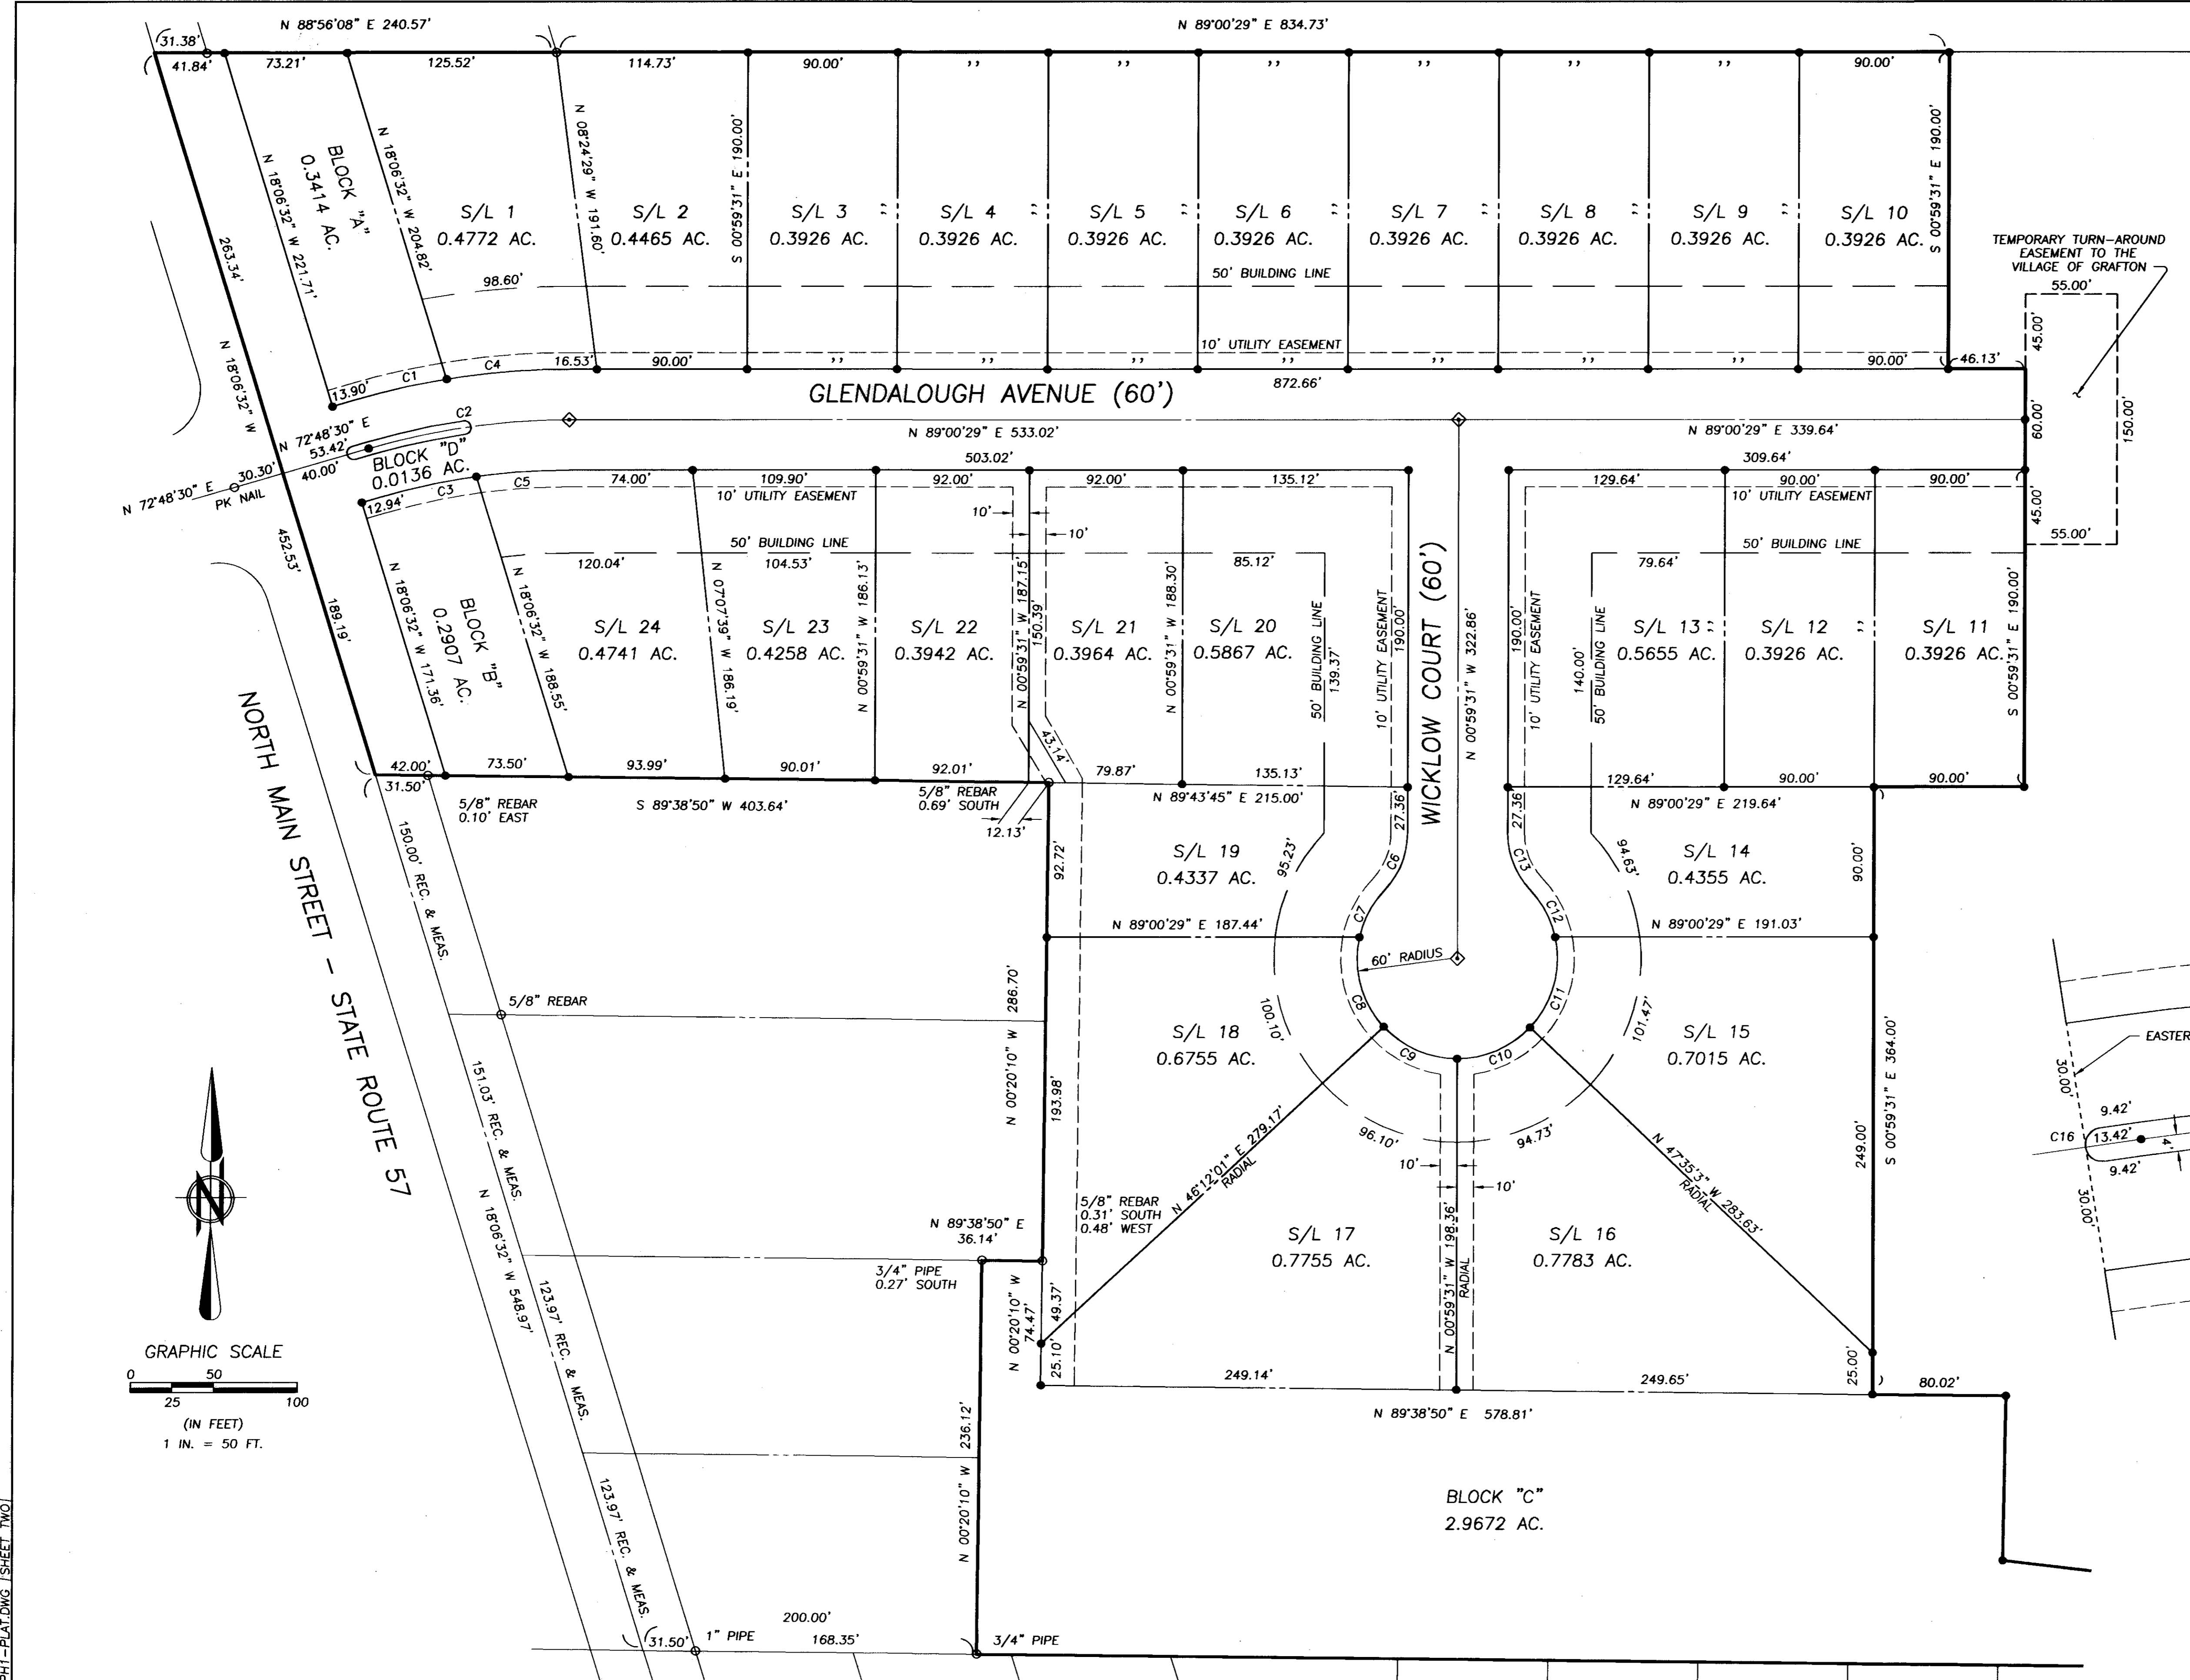 N 88°56'08" E 240.57'
N 89°00'29" E 834.73'
31.38'
41.84'
73.21'
125.52'
114.73'
90.00'
,,
,,
,,
,,
,,
,,
90.00'
BLOCK "A"
0.3414 AC.
N 18°06'32" W 221.71'
N 18°06'32" W 204.82'
N 08°24'29" W 191.60'
S 00°59'31" E 190.00'
S 00°59'31" E 190.00'
S/L 1
0.4772 AC.
S/L 2
0.4465 AC.
S/L 3
0.3926 AC.
S/L 4
0.3926 AC.
S/L 5
0.3926 AC.
S/L 6
0.3926 AC.
S/L 7
0.3926 AC.
S/L 8
0.3926 AC.
S/L 9
0.3926 AC.
S/L 10
0.3926 AC.
,,
,,
,,
,,
,,
,,
,,
98.60'
50' BUILDING LINE
10' UTILITY EASEMENT
TEMPORARY TURN-AROUND
EASEMENT TO THE
VILLAGE OF GRAFTON
55.00'
45.00'
60.00'
150.00'
45.00'
55.00'
46.13'
263.34'
N 18°06'32" W
13.90'
C1
C4
16.53'
90.00'
,,
,,
,,
,,
,,
,,
,,
90.00'
872.66'
GLENDALOUGH AVENUE (60')
N 72°48'30" E
53.42'
C2
N 89°00'29" E 533.02'
N 89°00'29" E 339.64'
BLOCK "D"
0.0136 AC.
30.30'
40.00'
N 72°48'30" E
PK NAIL
12.94'
C3
C5
74.00'
109.90'
503.02'
92.00'
92.00'
135.12'
309.64'
129.64'
90.00'
90.00'
10' UTILITY EASEMENT
10' UTILITY EASEMENT
10'
10'
452.53'
189.19'
50' BUILDING LINE
50' BUILDING LINE
120.04'
104.53'
85.12'
79.64'
N 18°06'32" W 171.36'
BLOCK "B"
0.2907 AC.
N 18°06'32" W 188.55'
N 07°07'39" W 186.19'
N 00°59'31" W 186.13'
N 00°59'31" W 187.15'
150.39'
N 00°59'31" W 188.30'
50' BUILDING LINE
139.37'
10' UTILITY EASEMENT
190.00'
WICKLOW COURT (60')
N 00°59'31" W 322.86'
190.00'
10' UTILITY EASEMENT
140.00'
50' BUILDING LINE
S 00°59'31" E 190.00'
S/L 24
0.4741 AC.
S/L 23
0.4258 AC.
S/L 22
0.3942 AC.
S/L 21
0.3964 AC.
S/L 20
0.5867 AC.
S/L 13
0.5655 AC.
S/L 12
0.3926 AC.
S/L 11
0.3926 AC.
,,
,,
43.14'
42.00'
31.50'
73.50'
93.99'
90.01'
92.01'
79.87'
135.13'
129.64'
90.00'
90.00'
5/8" REBAR
0.10' EAST
S 89°38'50" W 403.64'
5/8" REBAR
0.69' SOUTH
12.13'
N 89°43'45" E 215.00'
N 89°00'29" E 219.64'
27.36'
27.36'
NORTH MAIN STREET - STATE ROUTE 57
150.00' REC. & MEAS.
92.72'
S/L 19
0.4337 AC.
95.23'
C6
C13
94.63'
S/L 14
0.4355 AC.
90.00'
N 89°00'29" E 187.44'
C7
C12
N 89°00'29" E 191.03'
60' RADIUS
5/8" REBAR
N 00°20'10" W 286.70'
193.98'
S/L 18
0.6755 AC.
100.10'
C8
C9
C10
C11
101.47'
S/L 15
0.7015 AC.
S 00°59'31" E 364.00'
249.00'
EASTER
30.00'
9.42'
C16
13.42'
4'
9.42'
30.00'
151.03' REC. & MEAS.
N 18°06'32" W 548.97'
96.10'
94.73'
10'
10'
N 46°12'01" E 279.17'
RADIAL
N 47°35'3" W 283.63'
RADIAL
5/8" REBAR
0.31' SOUTH
0.48' WEST
N 00°59'31" W 198.36'
RADIAL
S/L 17
0.7755 AC.
S/L 16
0.7783 AC.
N 89°38'50" E
36.14'
3/4" PIPE
0.27' SOUTH
N 00°20'10" W
74.47'
49.37'
25.10'
249.14'
249.65'
25.00'
80.02'
N 89°38'50" E 578.81'
123.97' REC. & MEAS.
N
GRAPHIC SCALE
0 50
25 100
(IN FEET)
1 IN. = 50 FT.
N 00°20'10" W 236.12'
123.97' REC. & MEAS.
BLOCK "C"
2.9672 AC.
200.00'
31.50'
1" PIPE
168.35'
3/4" PIPE
PH1-PLAT.DWG [SHEET TWO]